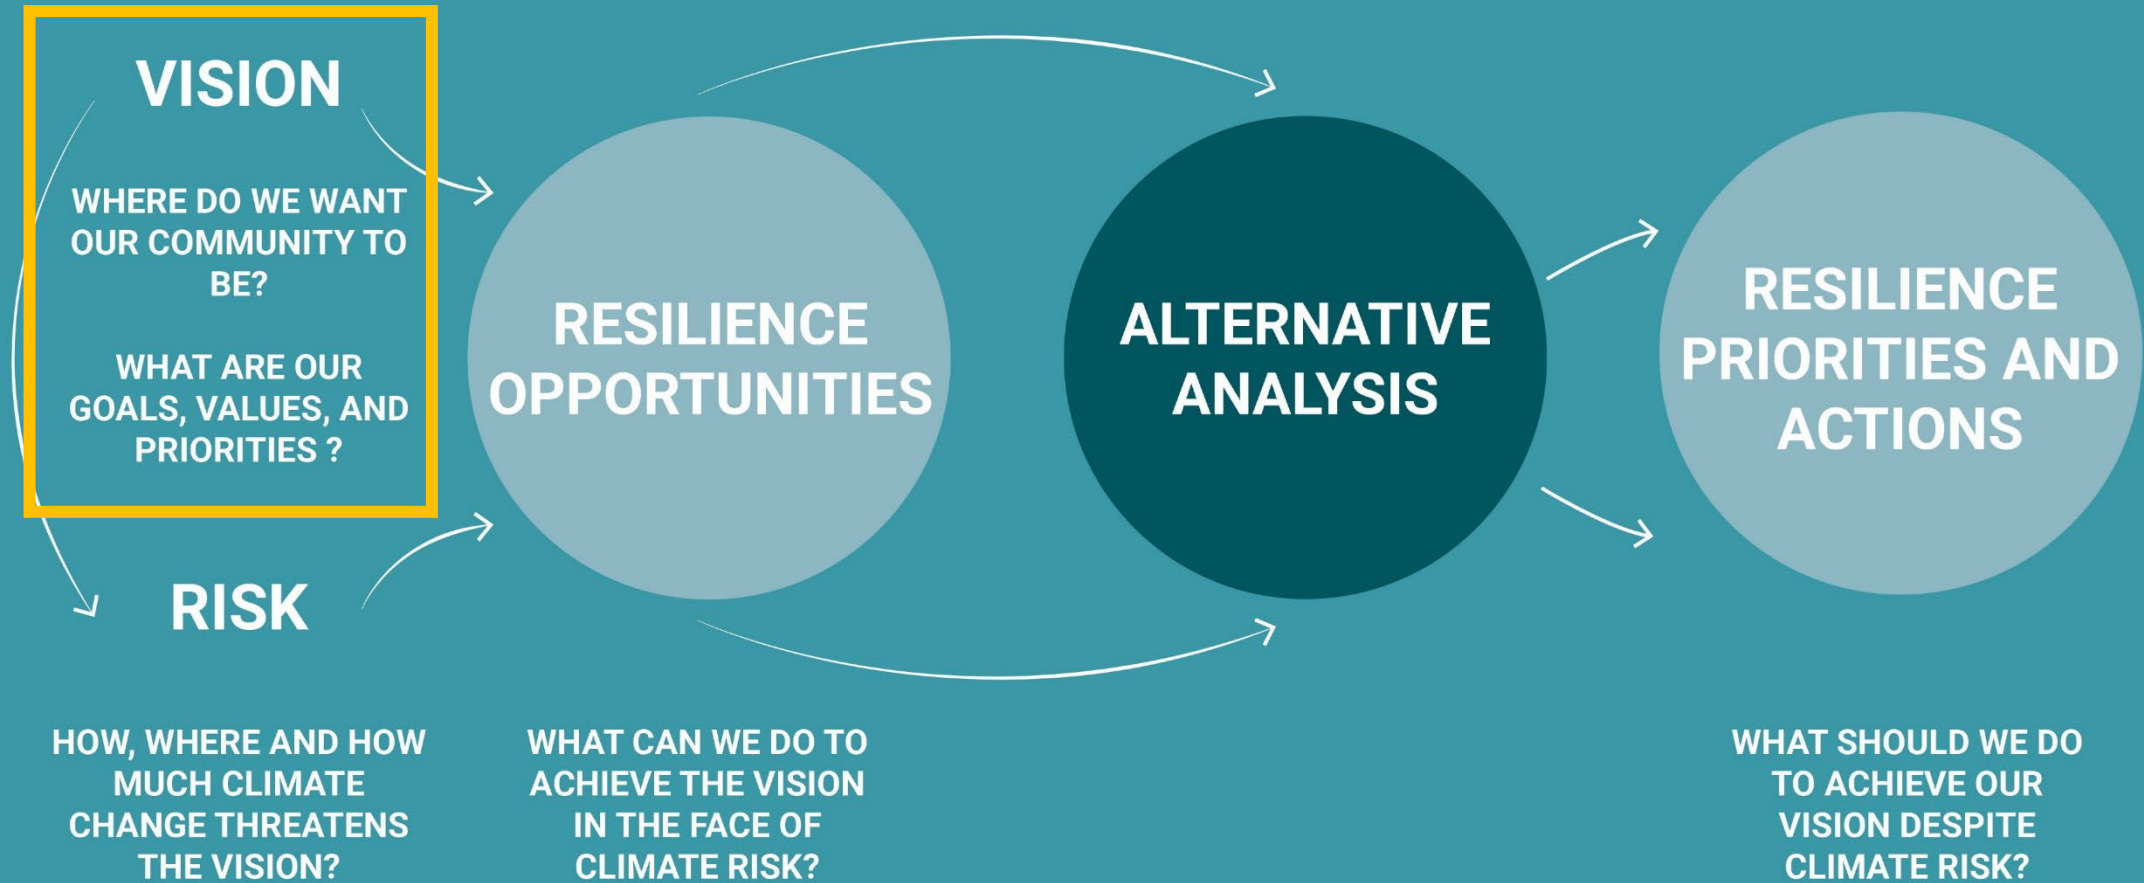 VISION
WHERE DO WE WANT
OUR COMMUNITY TO
BE?
WHAT ARE OUR
GOALS, VALUES, AND
PRIORITIES ?
RISK
HOW, WHERE AND HOW
MUCH CLIMATE
CHANGE THREATENS
THE VISION?
RESILIENCE
OPPORTUNITIES
WHAT CAN WE DO TO
ACHIEVE THE VISION
IN THE FACE OF
CLIMATE RISK?
ALTERNATIVE
ANALYSIS
RESILIENCE
PRIORITIES AND
ACTIONS
WHAT SHOULD WE DO
TO ACHIEVE OUR
VISION DESPITE
CLIMATE RISK?